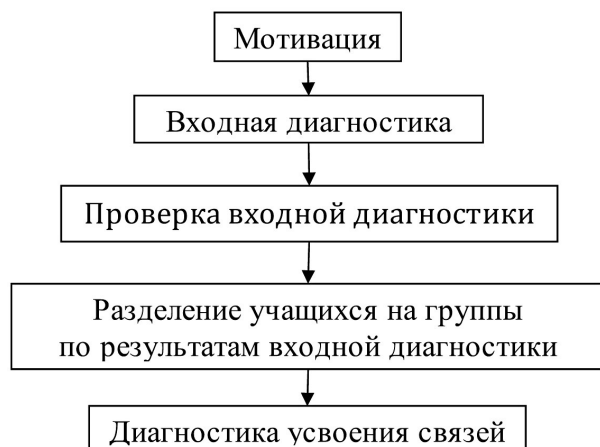 Мотивация
Входная диагностика
Проверка входной диагностики
Разделение учащихся на группы
по результатам входной диагностики
Диагностика усвоения связей